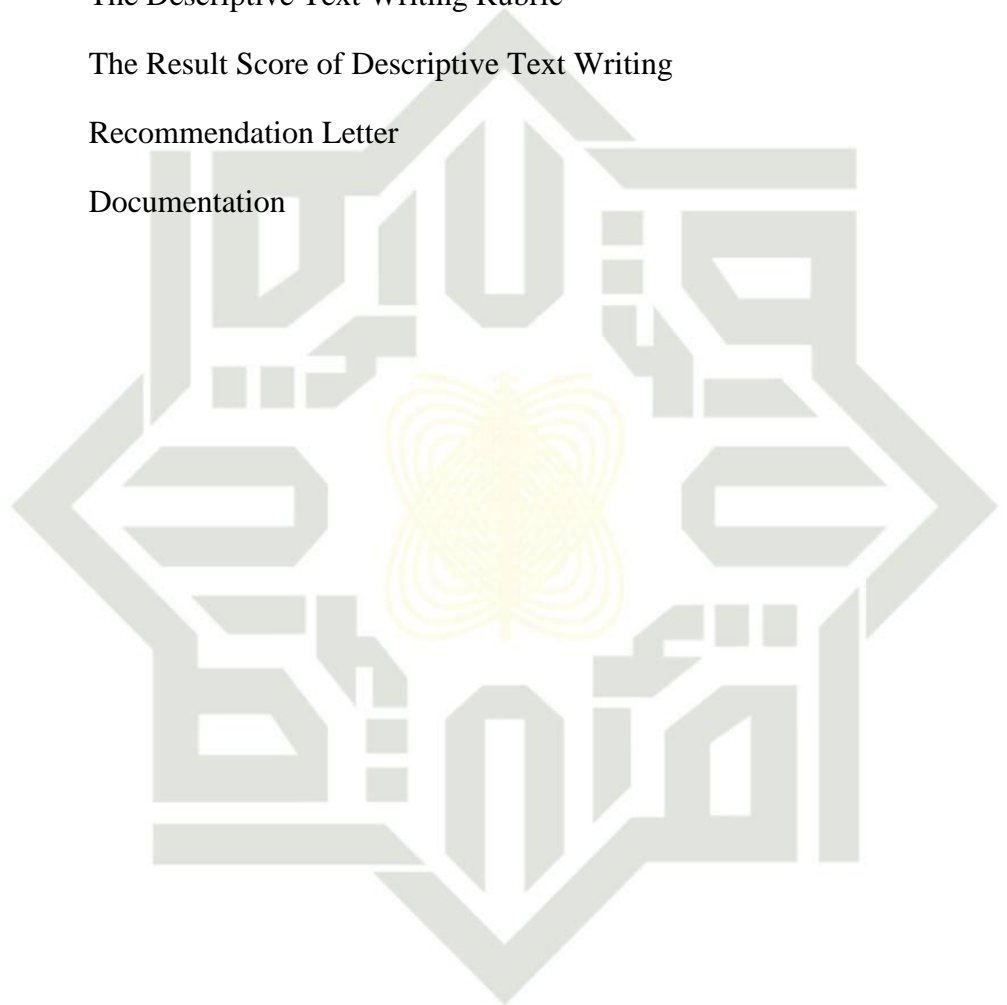 The Descriptive Text Writing Rubric
The Result Score of Descriptive Text Writing
Recommendation Letter
Documentation